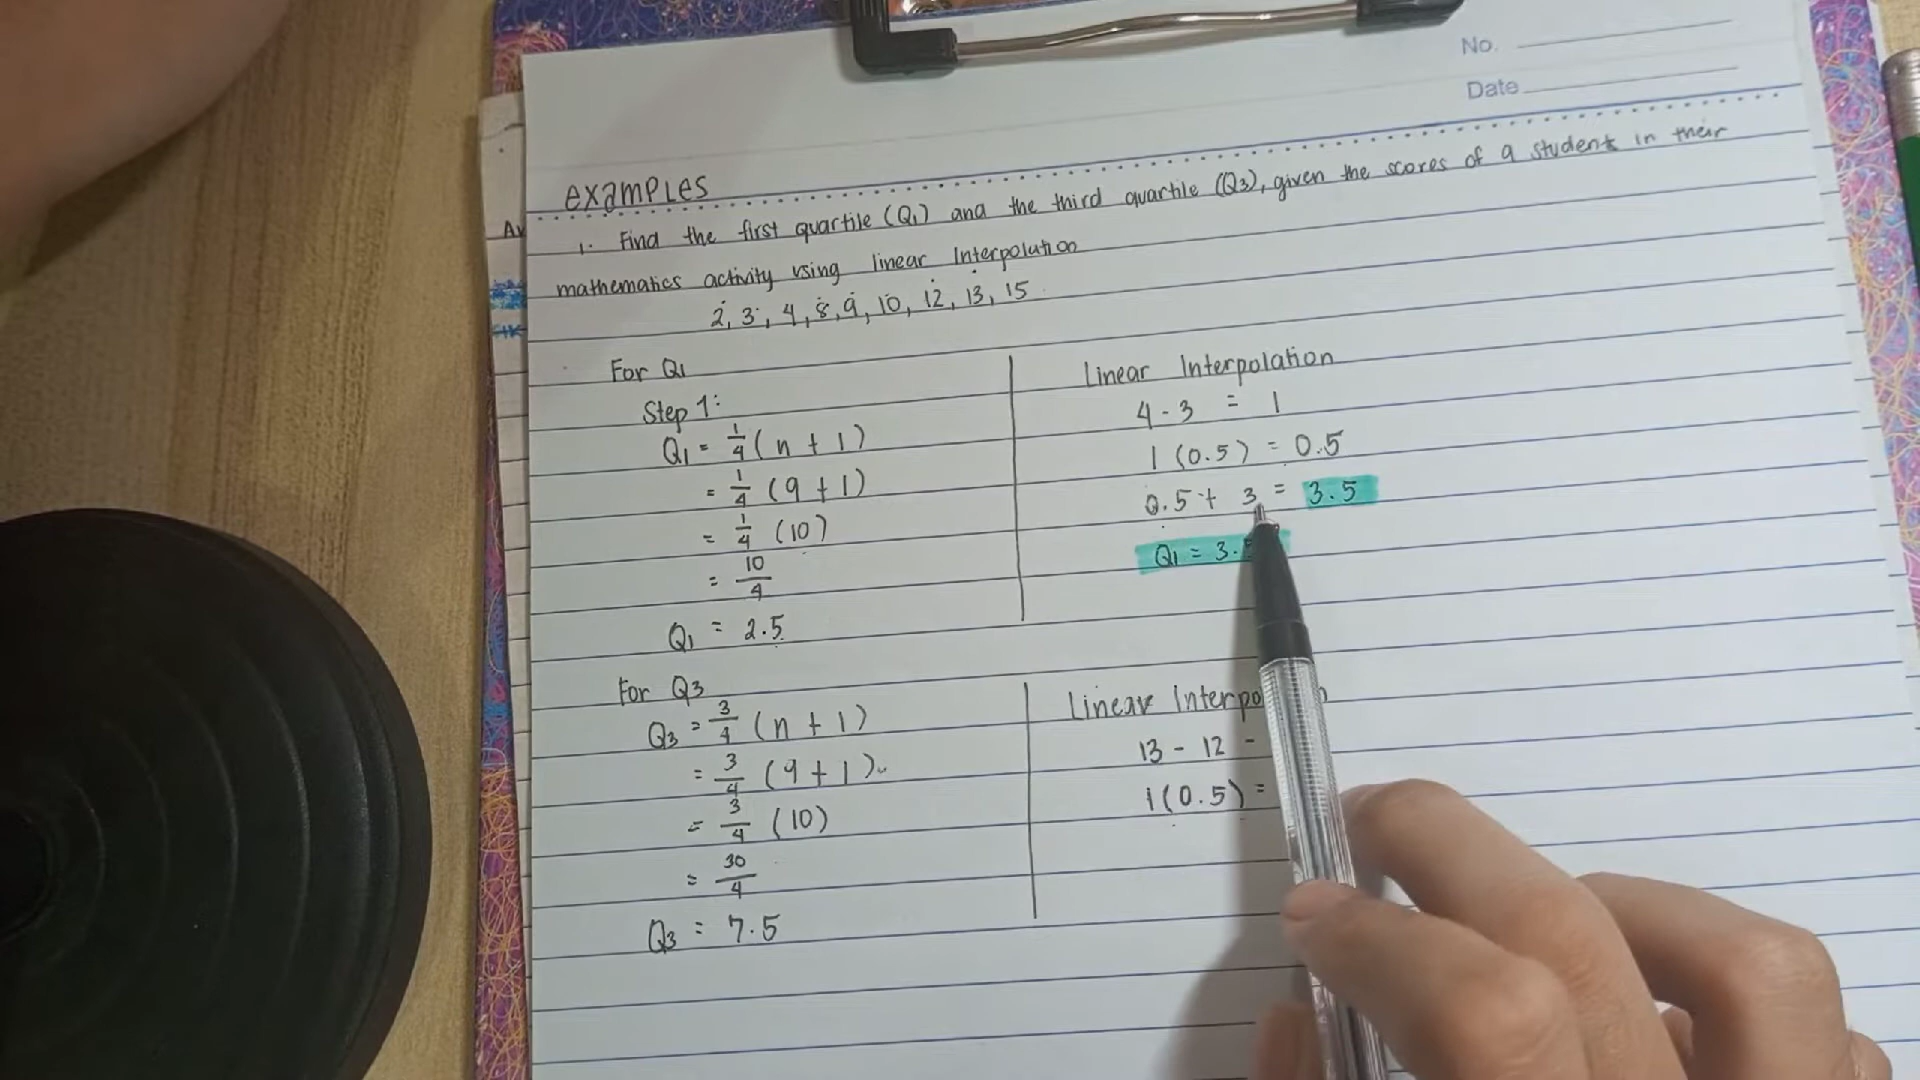 No.
Date
examples
1. Find the first quartile (Q1) and the third quartile (Q3), given the scores of 9 students in their
mathematics activity using linear Interpolation
2, 3, 4, 8, 9, 10, 12, 13, 15
For Q1
Step 1:
Q1 = 1/4 (n + 1)
= 1/4 (9 + 1)
= 1/4 (10)
= 10/4
Q1 = 2.5
Linear Interpolation
4 - 3 = 1
1 (0.5) = 0.5
0.5 + 3 = 3.5
Q1 = 3.
For Q3
Q3 = 3/4 (n + 1)
= 3/4 (9 + 1)
= 3/4 (10)
= 30/4
Q3 = 7.5
Linear Interpo
13 - 12 -
1 (0.5) =